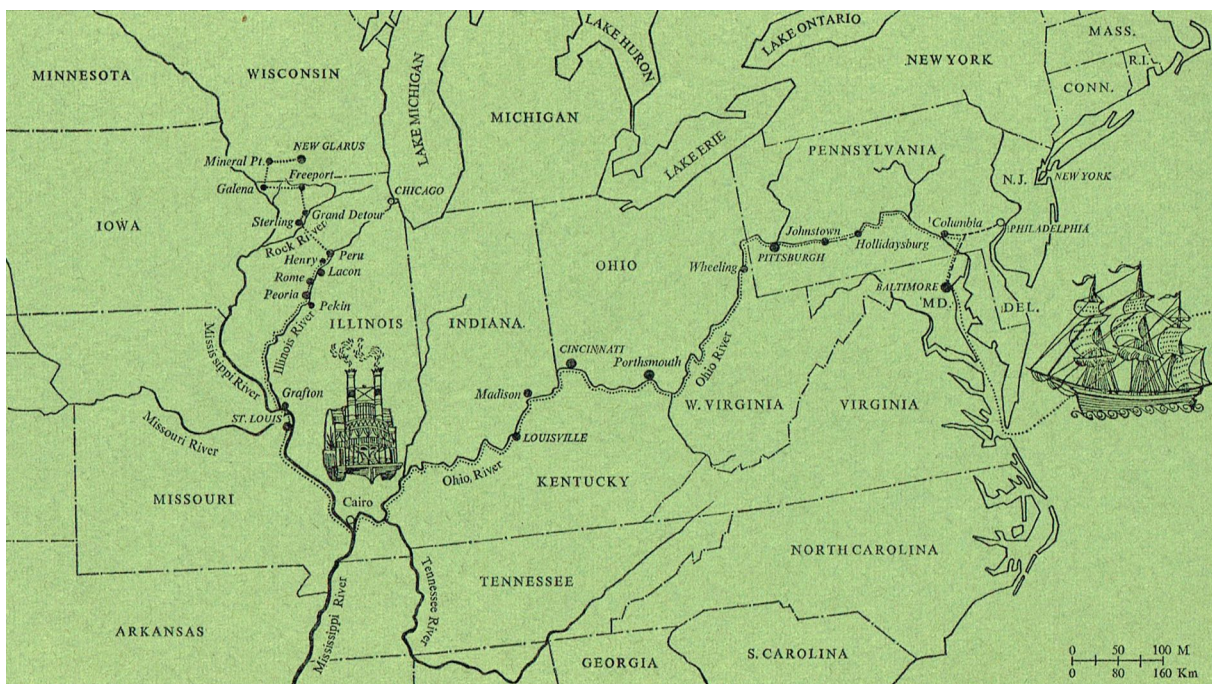 LAKE ONTARIO
LAKE HURON
MASS.
R.I.
NEW YORK
CONN.
MINNESOTA
WISCONSIN
LAKE MICHIGAN
MICHIGAN
LAKE ERIE
PENNSYLVANIA
N.J.
NEW YORK
NEW GLARUS
Mineral Pt.
Freeport
Galena
CHICAGO
IOWA
Grand Detour
Sterling
Rock River
Columbia
PHILADELPHIA
Johnstown
Hollidaysburg
PITTSBURGH
Wheeling
OHIO
Peru
Henry
Lacon
Rome
Peoria
Pekin
BALTIMORE
MD.
DEL.
ILLINOIS
INDIANA
Illinois River
Mississippi River
CINCINNATI
Porthsmouth
Ohio River
Madison
Grafton
ST. LOUIS
W. VIRGINIA
VIRGINIA
LOUISVILLE
Missouri River
Ohio River
KENTUCKY
MISSOURI
Cairo
NORTH CAROLINA
TENNESSEE
Tennessee River
Mississippi River
ARKANSAS
GEORGIA
S. CAROLINA
0 50 100 M
0 80 160 Km